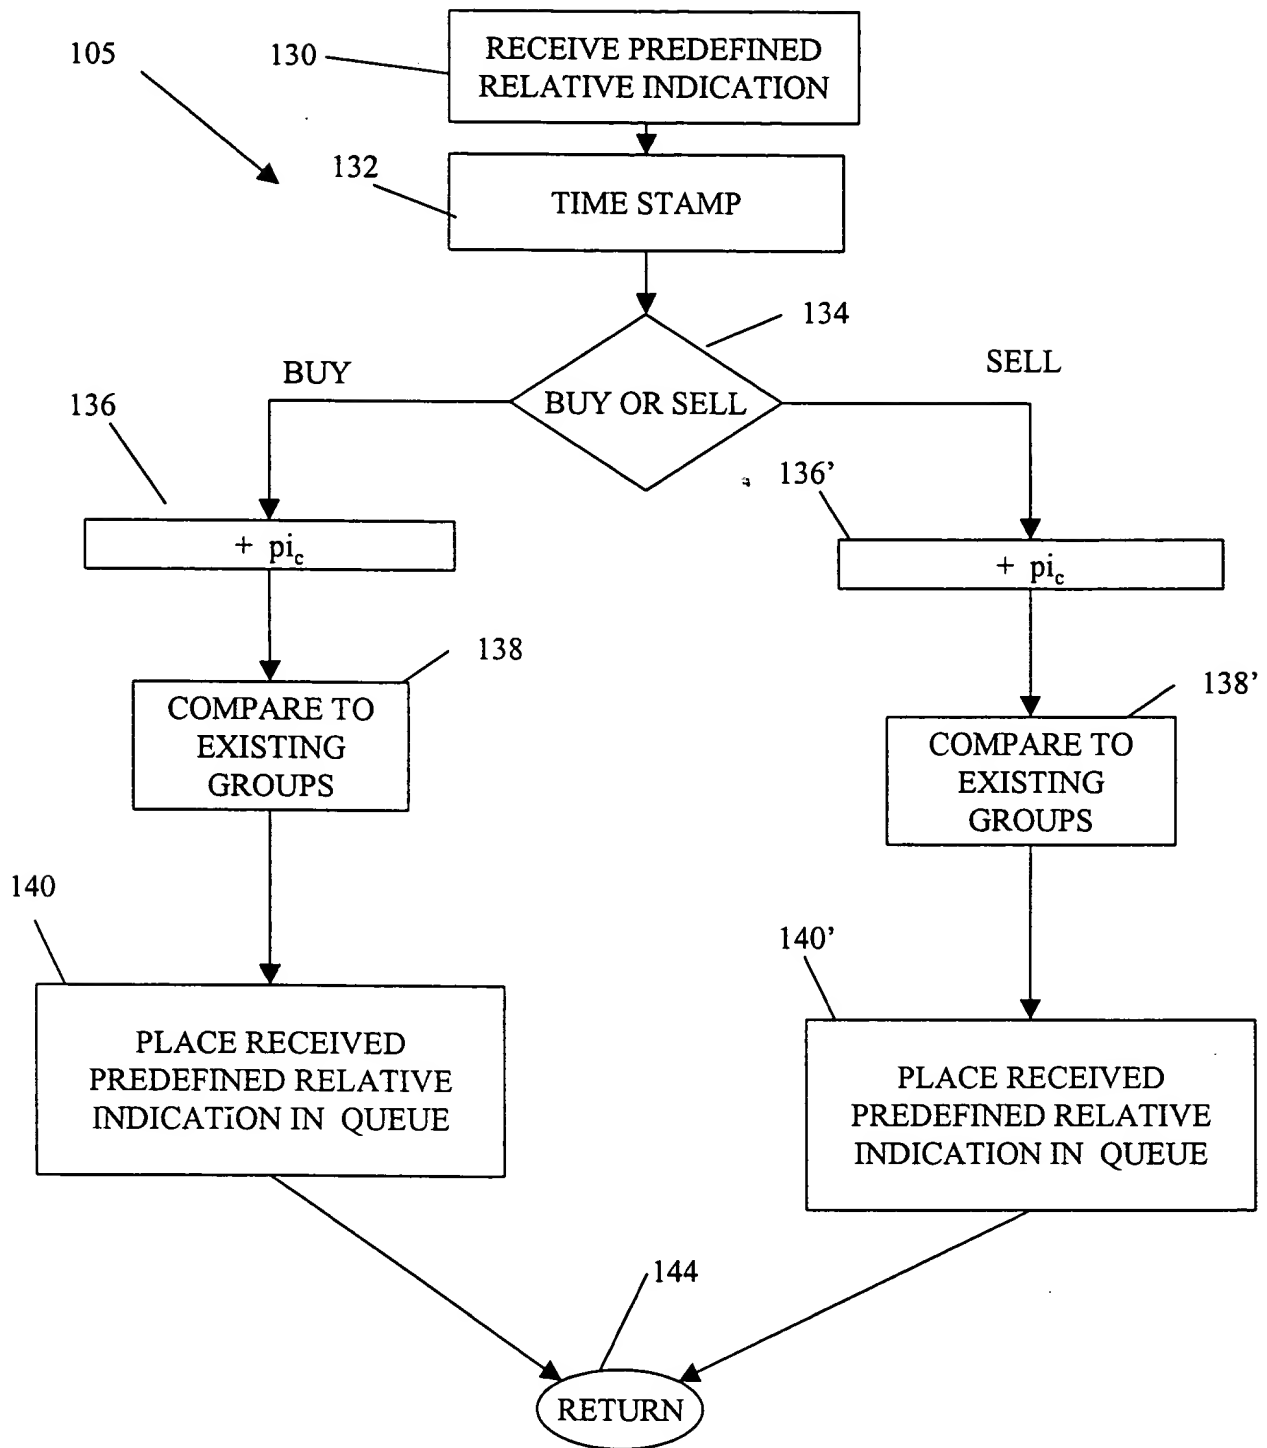 105
130
RECEIVE PREDEFINED
RELATIVE INDICATION
132
TIME STAMP
134
BUY OR SELL
BUY
SELL
136
+ pi_c
136’
+ pi_c
138
COMPARE TO
EXISTING
GROUPS
138’
COMPARE TO
EXISTING
GROUPS
140
PLACE RECEIVED
PREDEFINED RELATIVE
INDICATION IN QUEUE
140’
PLACE RECEIVED
PREDEFINED RELATIVE
INDICATION IN QUEUE
144
RETURN